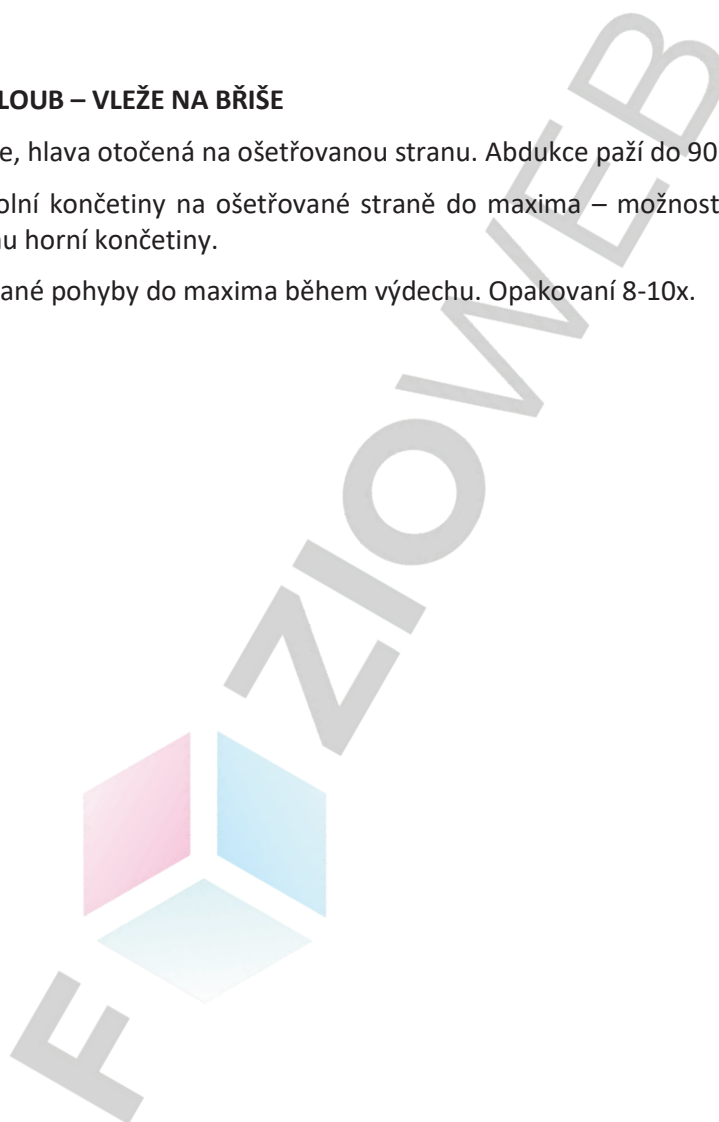 LOUB – VLEŽE NA BŘIŠE
e, hlava otočená na ošetřovanou stranu. Abdukce paží do 90
olní končetiny na ošetřované straně do maxima – možnost
u horní končetiny.
ané pohyby do maxima během výdechu. Opakovaní 8-10x.
F ZIOWEB